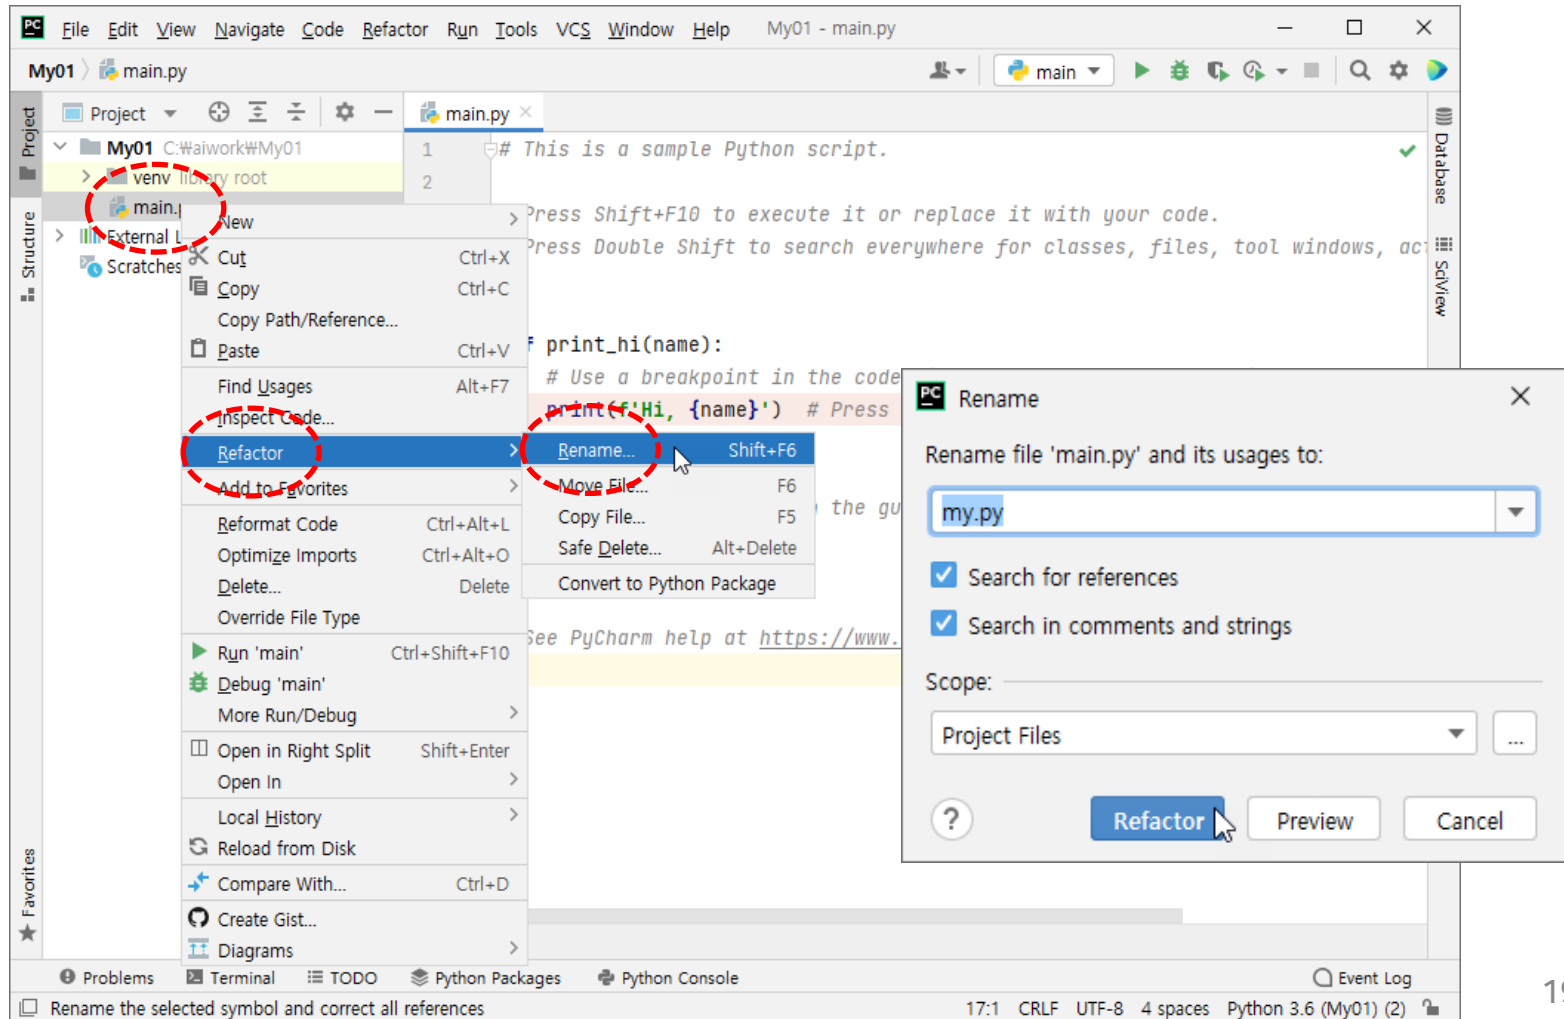 PC File Edit View Navigate Code Refactor Run Tools VCS Window Help My01 - main.py
My01 main.py main
Project
Structure
Favorites
Project
My01 C:₩aiwork₩My01
venv library root
main.
External L
Scratches
main.py
1 # This is a sample Python script.
2
Press Shift+F10 to execute it or replace it with your code.
Press Double Shift to search everywhere for classes, files, tool windows, act
f print_hi(name):
# Use a breakpoint in the code
print(f'Hi, {name}') # Press
the gu
See PyCharm help at https://www.
New
Cut Ctrl+X
Copy Ctrl+C
Copy Path/Reference...
Paste Ctrl+V
Find Usages Alt+F7
Inspect Code...
Refactor
Add to Favorites
Reformat Code Ctrl+Alt+L
Optimize Imports Ctrl+Alt+O
Delete... Delete
Override File Type
Run 'main' Ctrl+Shift+F10
Debug 'main'
More Run/Debug
Open in Right Split Shift+Enter
Open In
Local History
Reload from Disk
Compare With... Ctrl+D
Create Gist...
Diagrams
Rename... Shift+F6
Move File... F6
Copy File... F5
Safe Delete... Alt+Delete
Convert to Python Package
Database
SciView
PC Rename
Rename file 'main.py' and its usages to:
my.py
Search for references
Search in comments and strings
Scope:
Project Files ...
? Refactor Preview Cancel
Problems Terminal TODO Python Packages Python Console Event Log
Rename the selected symbol and correct all references 17:1 CRLF UTF-8 4 spaces Python 3.6 (My01) (2)